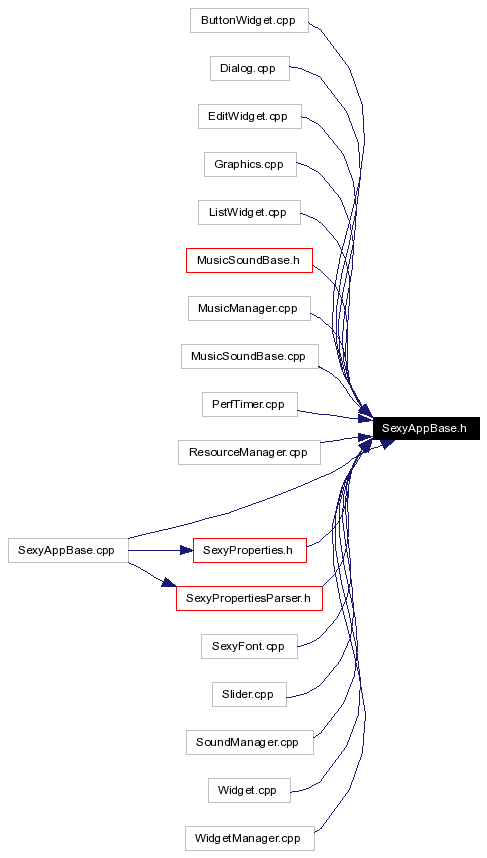 ButtonWidget.cpp
Dialog.cpp
EditWidget.cpp
Graphics.cpp
ListWidget.cpp
MusicSoundBase.h
MusicManager.cpp
MusicSoundBase.cpp
PerfTimer.cpp
SexyAppBase.h
ResourceManager.cpp
SexyAppBase.cpp
SexyProperties.h
SexyPropertiesParser.h
SexyFont.cpp
Slider.cpp
SoundManager.cpp
Widget.cpp
WidgetManager.cpp